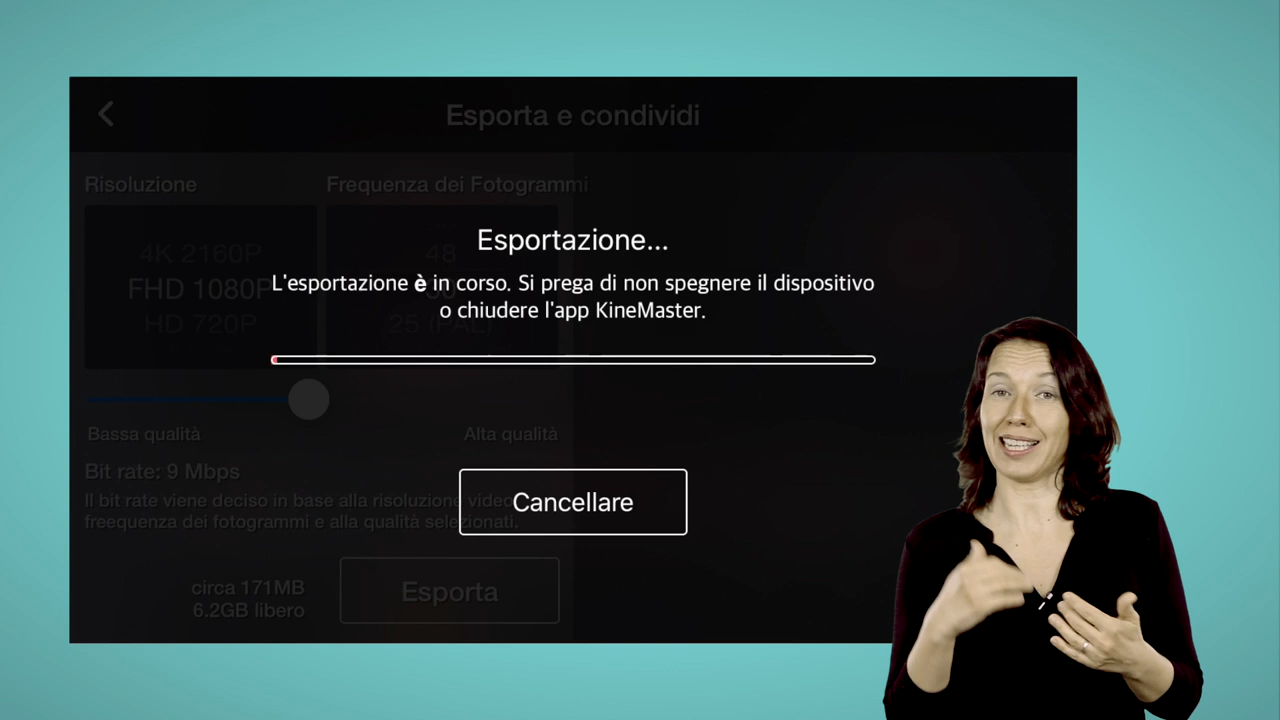 Esporta e condividi
Risoluzione
Frequenza dei Fotogrammi
4K 2160P
48
FHD 1080P
HD 720P
25 (PAL)
Esportazione...
L'esportazione è in corso. Si prega di non spegnere il dispositivo
o chiudere l'app KineMaster.
Bassa qualità
Alta qualità
Bit rate: 9 Mbps
Il bit rate viene deciso in base alla risoluzione video
freequenza dei fotogrammi e alla qualità selezionati.
Cancellare
circa 171MB
6.2GB libero
Esporta